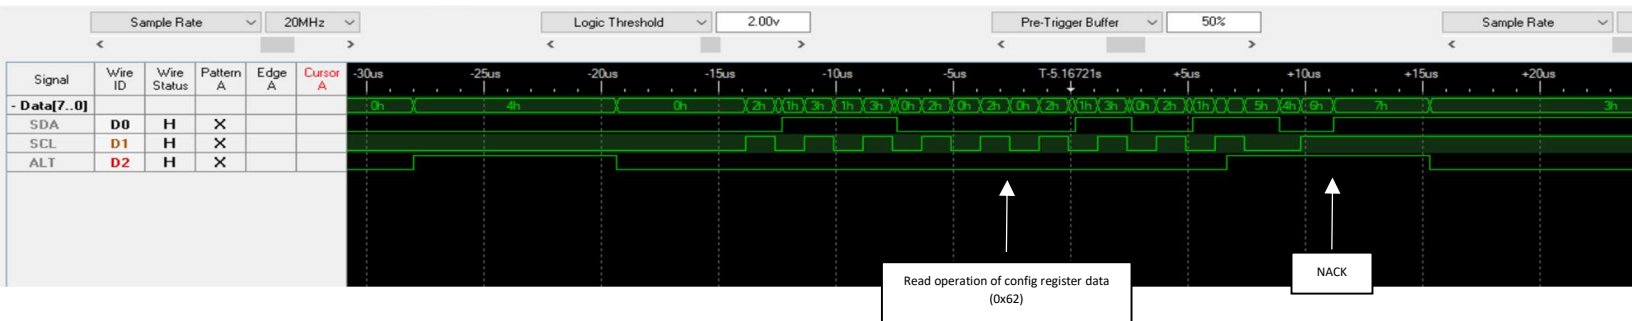 Sample Rate 20MHz Logic Threshold 2.00v Pre-Trigger Buffer 50% Sample Rate
Signal Wire ID Wire Status Pattern A Edge A Cursor A -30us -25us -20us -15us -10us -5us T-5.16721s +5us +10us +15us +20us
- Data[7..0] 0h 4h 0h 2h 1h 3h 1h 3h 0h 2h 0h 2h 0h 2h 1h 3h 0h 2h 1h 5h 4h 6h 7h 3h
SDA D0 H X
SCL D1 H X
ALT D2 H X
Read operation of config register data
(0x62)
NACK